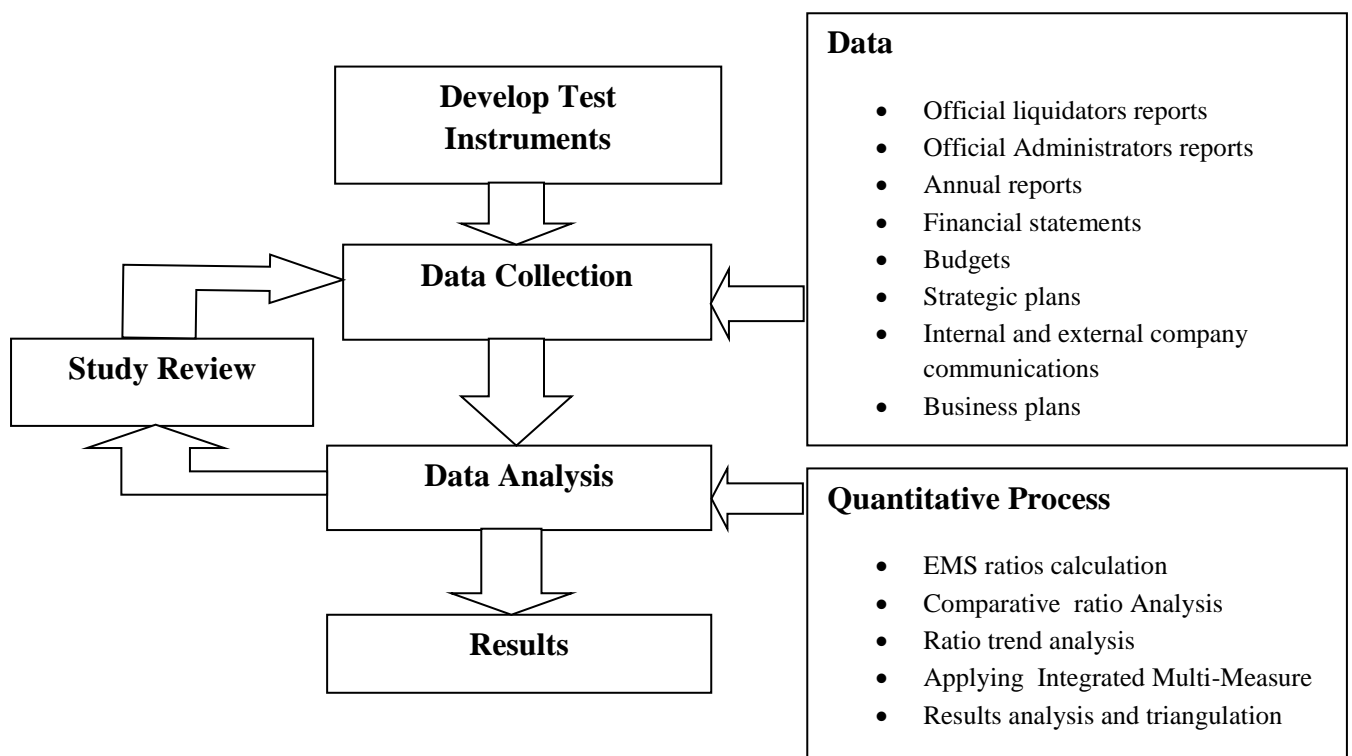 Develop Test
Instruments
Data Collection
Study Review
Data Analysis
Results
Data
• Official liquidators reports
• Official Administrators reports
• Annual reports
• Financial statements
• Budgets
• Strategic plans
• Internal and external company
communications
• Business plans
Quantitative Process
• EMS ratios calculation
• Comparative ratio Analysis
• Ratio trend analysis
• Applying Integrated Multi-Measure
• Results analysis and triangulation